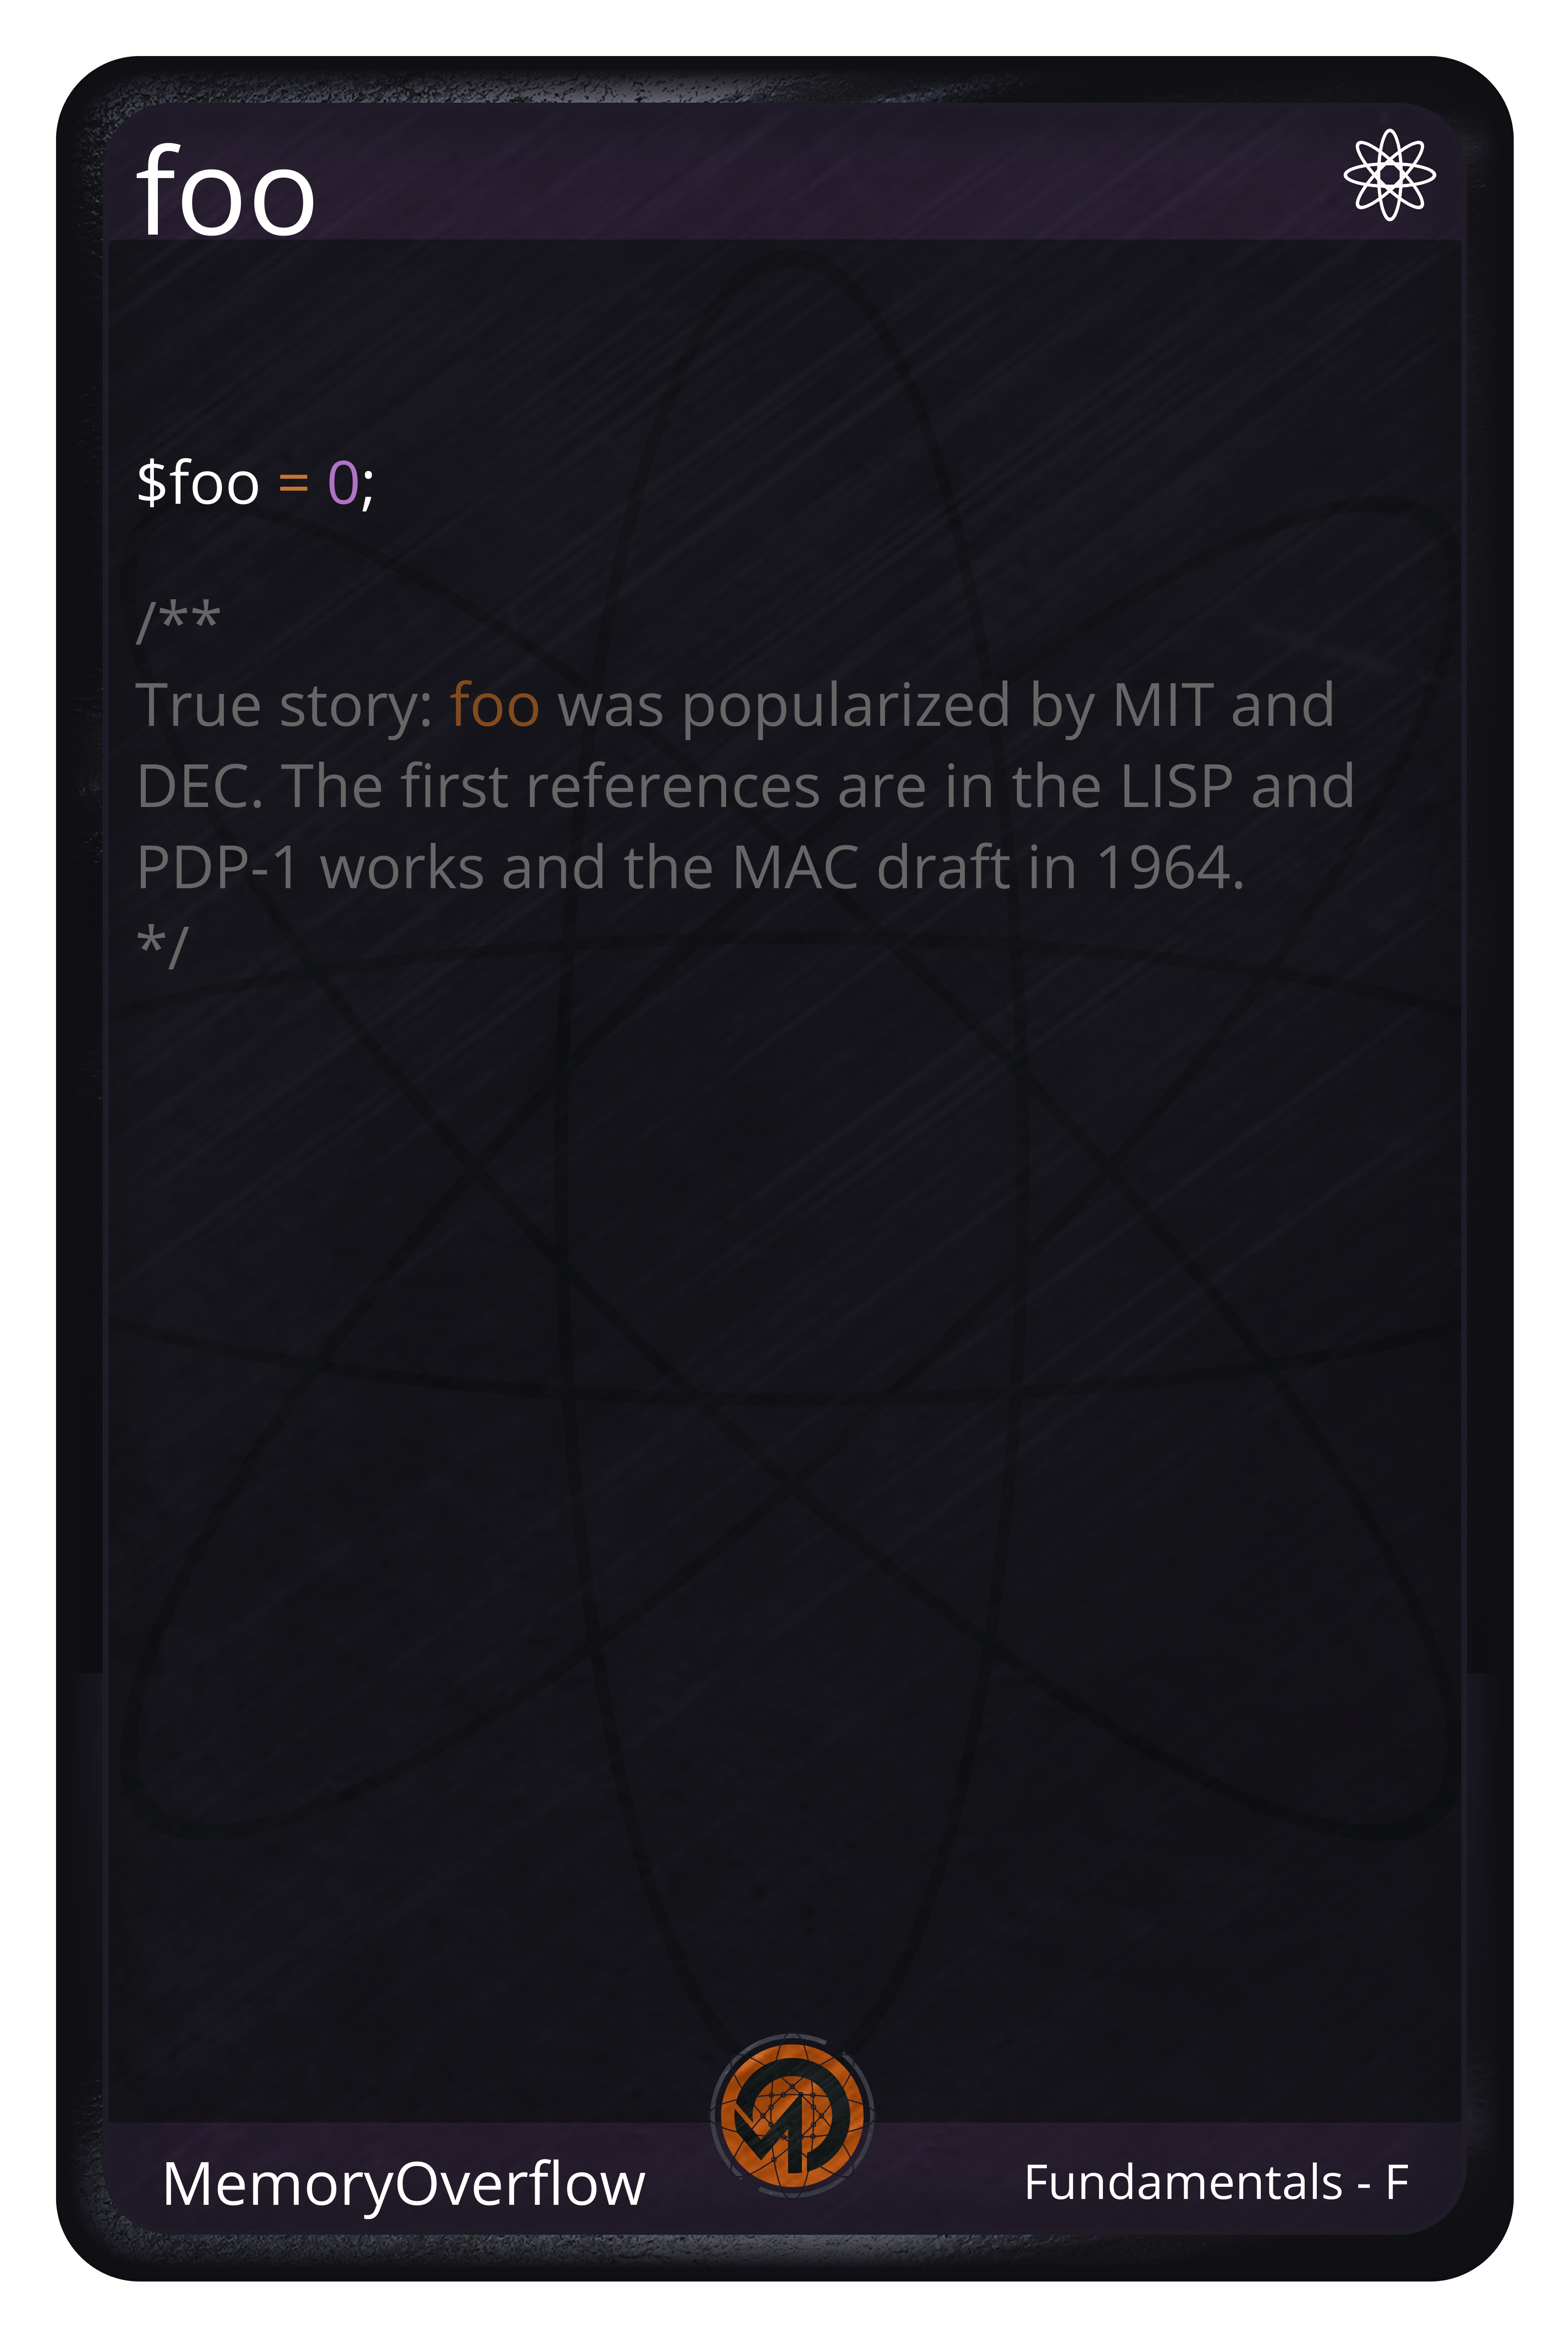 foo
$foo = 0;
/**
True story: foo was popularized by MIT and
DEC. The first references are in the LISP and
PDP-1 works and the MAC draft in 1964.
*/
MemoryOverflow
Fundamentals - F